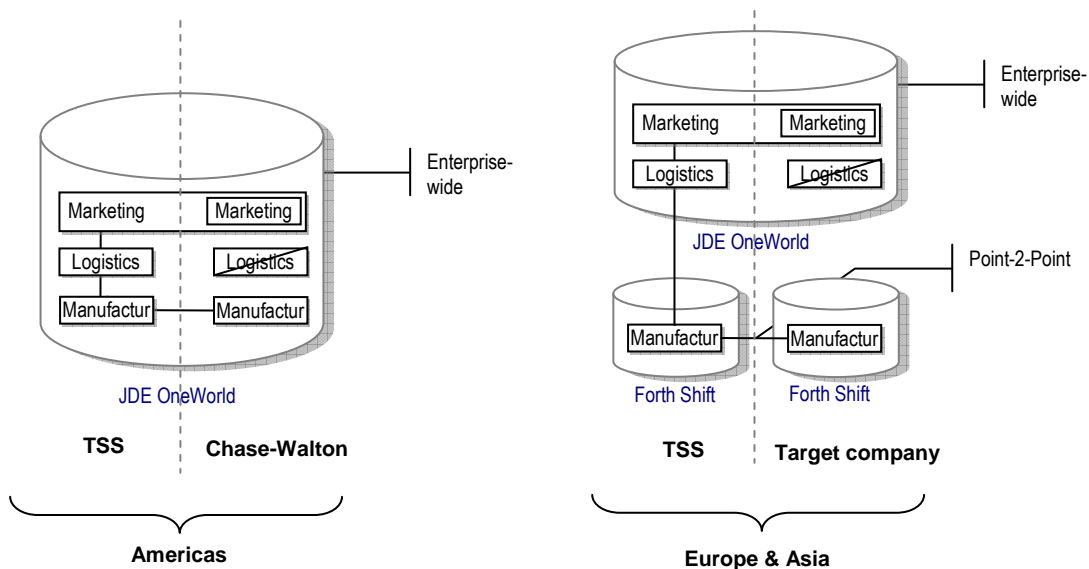 Enterprise-
wide
Marketing
Marketing
Logistics
Logistics
Manufactur
Manufactur
JDE OneWorld
TSS
Chase-Walton
Americas
Enterprise-
wide
Marketing
Marketing
Logistics
Logistics
JDE OneWorld
Point-2-Point
Manufactur
Manufactur
Forth Shift
Forth Shift
TSS
Target company
Europe & Asia